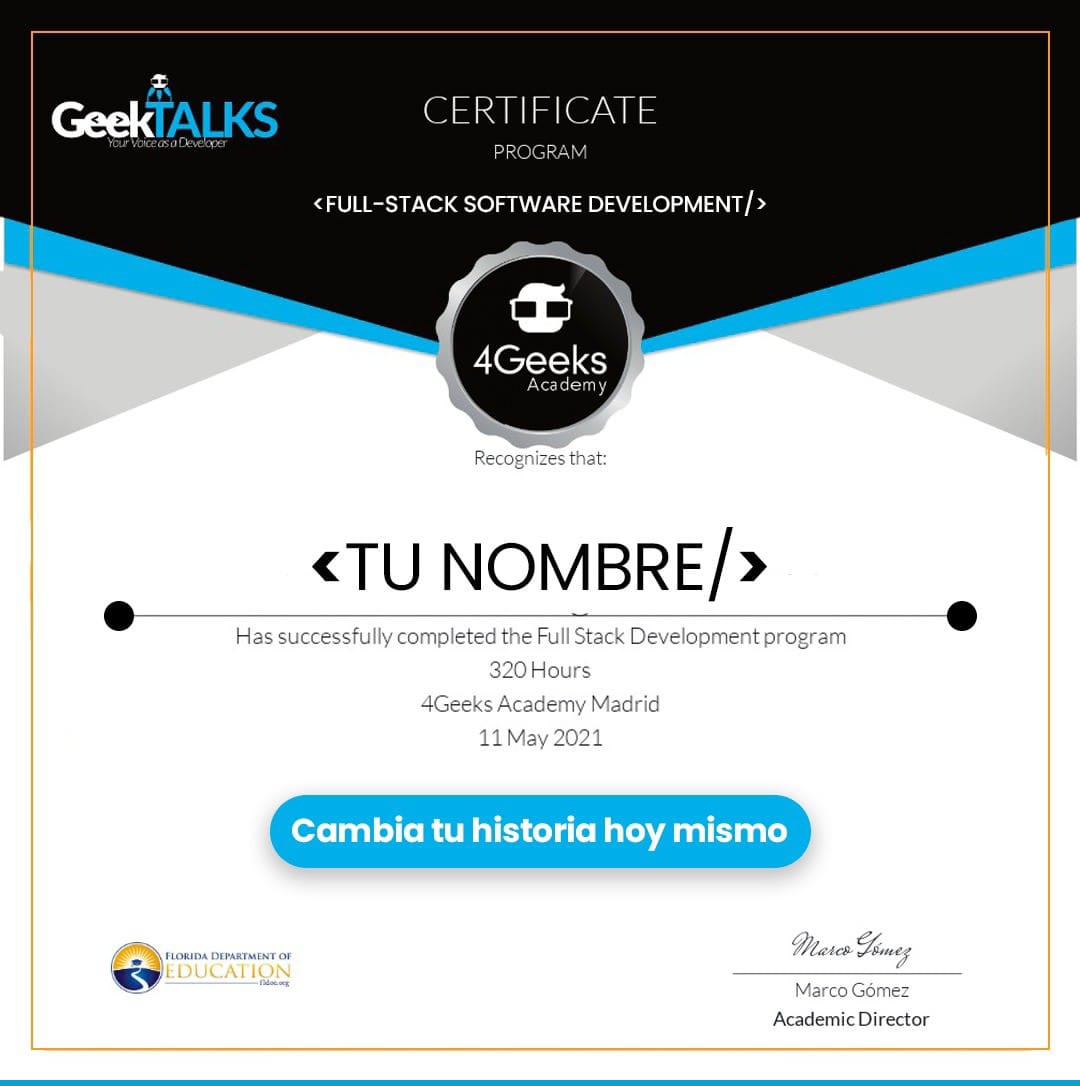 GeekTALKS
Your Voice as a Developer
CERTIFICATE
PROGRAM
<FULL-STACK SOFTWARE DEVELOPMENT/>
4Geeks
Academy
Recognizes that:
<TU NOMBRE/>
Has successfully completed the Full Stack Development program
320 Hours
4Geeks Academy Madrid
11 May 2021
Cambia tu historia hoy mismo
FLORIDA DEPARTMENT OF
EDUCATION
fldoe.org
Marco Gómez
Marco Gómez
Academic Director